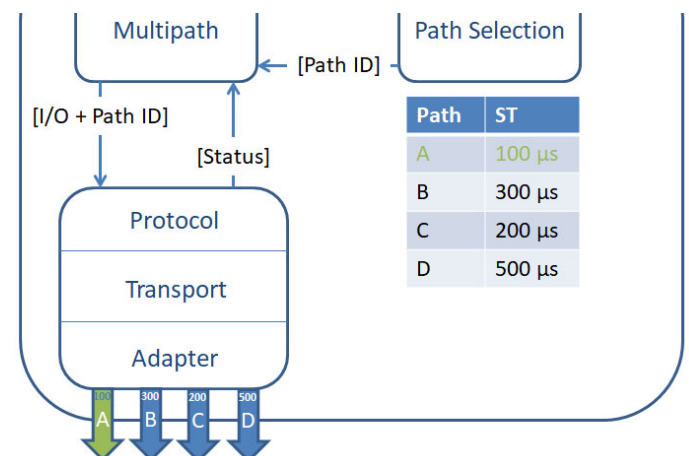 Multipath
Path Selection
[Path ID]
[I/O + Path ID]
[Status]
Path ST
A 100 µs
B 300 µs
C 200 µs
D 500 µs
Protocol
Transport
Adapter
100 300 200 500
A B C D